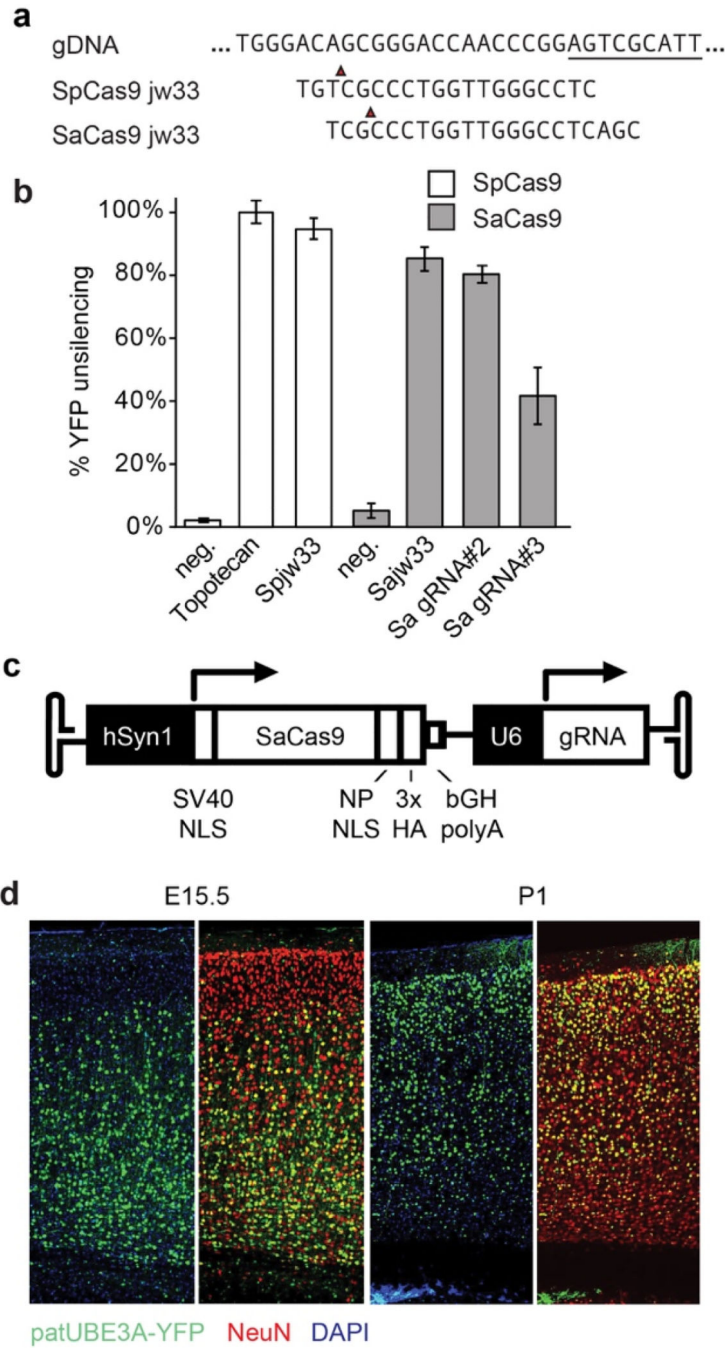 a
gDNA ... TGGGACAGCGGGACCAACCCGGAGTCGCATT...
SpCas9 jw33 TGTCGCCCTGGTTGGGCCTC
SaCas9 jw33 TCGCCCTGGTTGGGCCTCAGC
b
SpCas9
SaCas9
% YFP unsilencing
100%
80%
60%
40%
20%
0%
neg. Topotecan Spjw33 neg. Sajw33 Sa gRNA#2 Sa gRNA#3
c
hSyn1 SaCas9 U6 gRNA
SV40 NP 3x bGH
NLS NLS HA polyA
d
E15.5 P1
patUBE3A-YFP NeuN DAPI